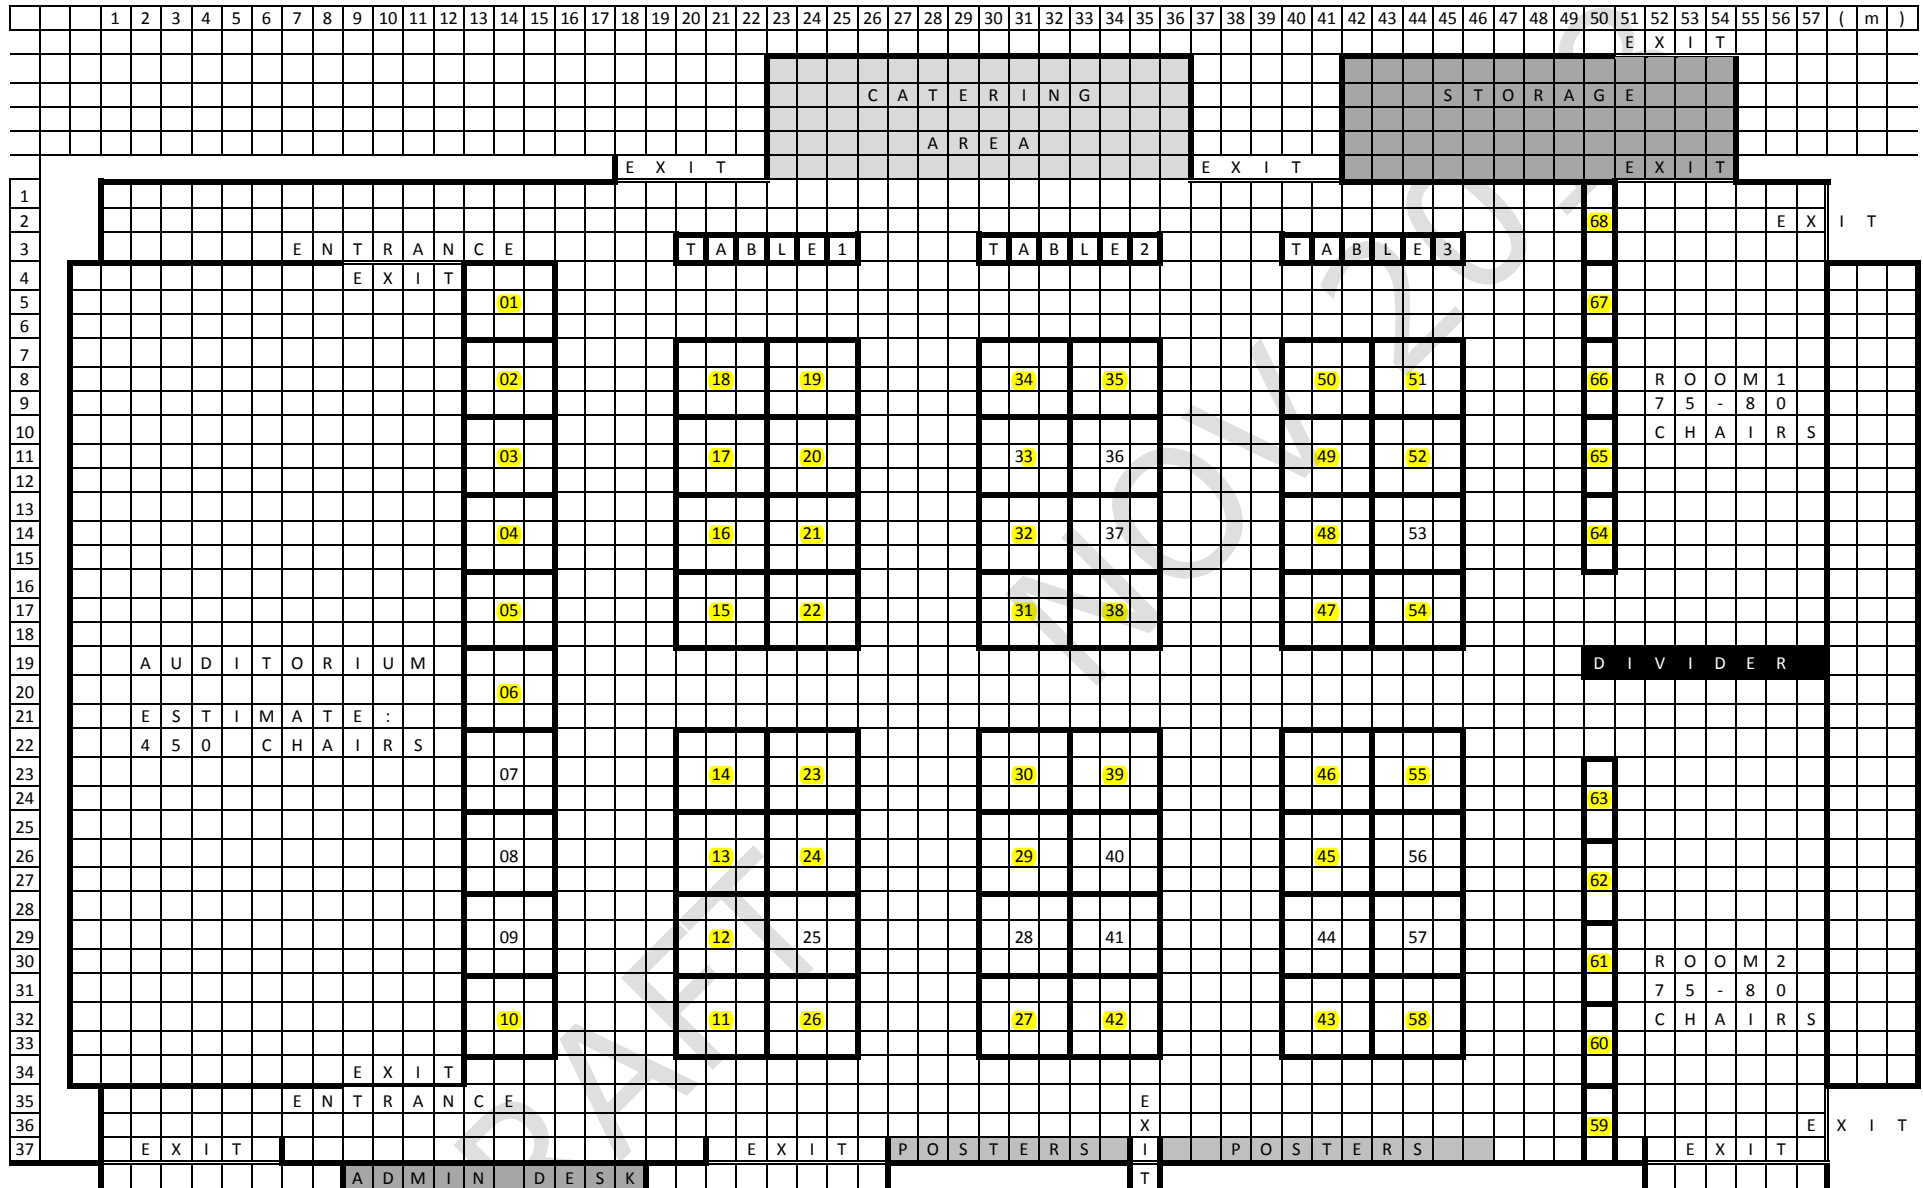 1 2 3 4 5 6 7 8 9 10 11 12 13 14 15 16 17 18 19 20 21 22 23 24 25 26 27 28 29 30 31 32 33 34 35 36 37 38 39 40 41 42 43 44 45 46 47 48 49 50 51 52 53 54 55 56 57 ( m )
EXIT
CATERING STORAGE
AREA
EXIT EXIT EXIT
1
2 68 EXIT
3 ENTRANCE TABLE1 TABLE2 TABLE3
4 EXIT
5 01 67
6
7
8 02 18 19 34 35 50 51 66 ROOM1
9 75-80
10 CHAIRS
11 03 17 20 33 36 49 52 65
12
13
14 04 16 21 32 37 48 53 64
15
16
17 05 15 22 31 38 47 54
18
19 AUDITORIUM DIVIDER
20 06
21 ESTIMATE:
22 450 CHAIRS
23 07 14 23 30 39 46 55
24 63
25
26 08 13 24 29 40 45 56
27 62
28
29 09 12 25 28 41 44 57
30 61 ROOM2
31 75-80
32 10 11 26 27 42 43 58 CHAIRS
33 60
34 EXIT
35 ENTRANCE
36 59 EXIT
37 EXIT EXIT POSTERS EXIT POSTERS EXIT
ADMIN DESK